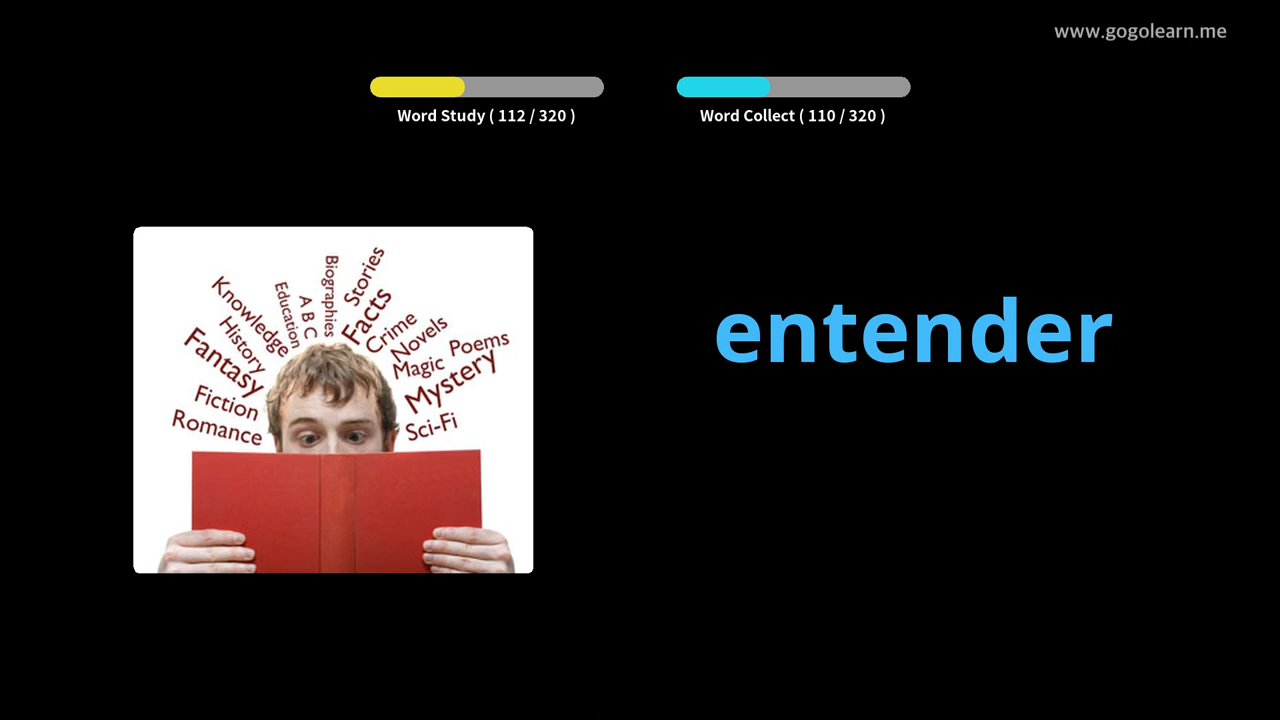 www.gogolearn.me
Word Study ( 112 / 320 )
Word Collect ( 110 / 320 )
Romance
Fiction
Fantasy
History
Knowledge
Education
A B C
Biographies
Stories
Facts
Crime
Novels
Magic
Poems
Mystery
Sci-Fi
entender